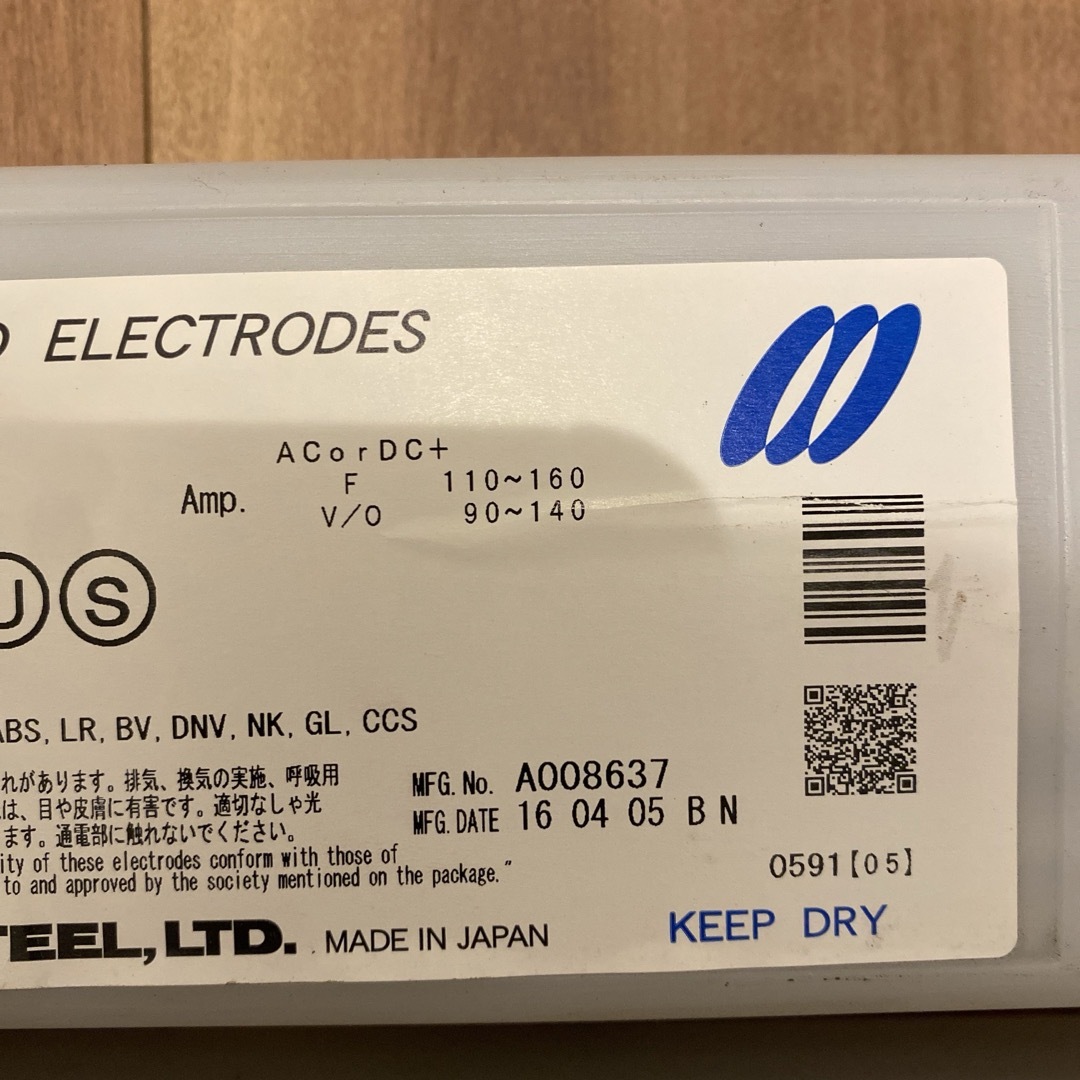 ELECTRODES
ACorDC+
Amp. F 110~160
V/O 90~140
J S
ABS, LR, BV, DNV, NK, GL, CCS
れがあります。排気、換気の実施、呼吸用
は、目や皮膚に有害です。適切なしゃ光
ます。通電部に触れないでください。
ity of these electrodes conform with those of
to and approved by the society mentioned on the package."
MFG. No. A008637
MFG. DATE 16 04 05 B N
0591【05】
TEEL, LTD. MADE IN JAPAN
KEEP DRY